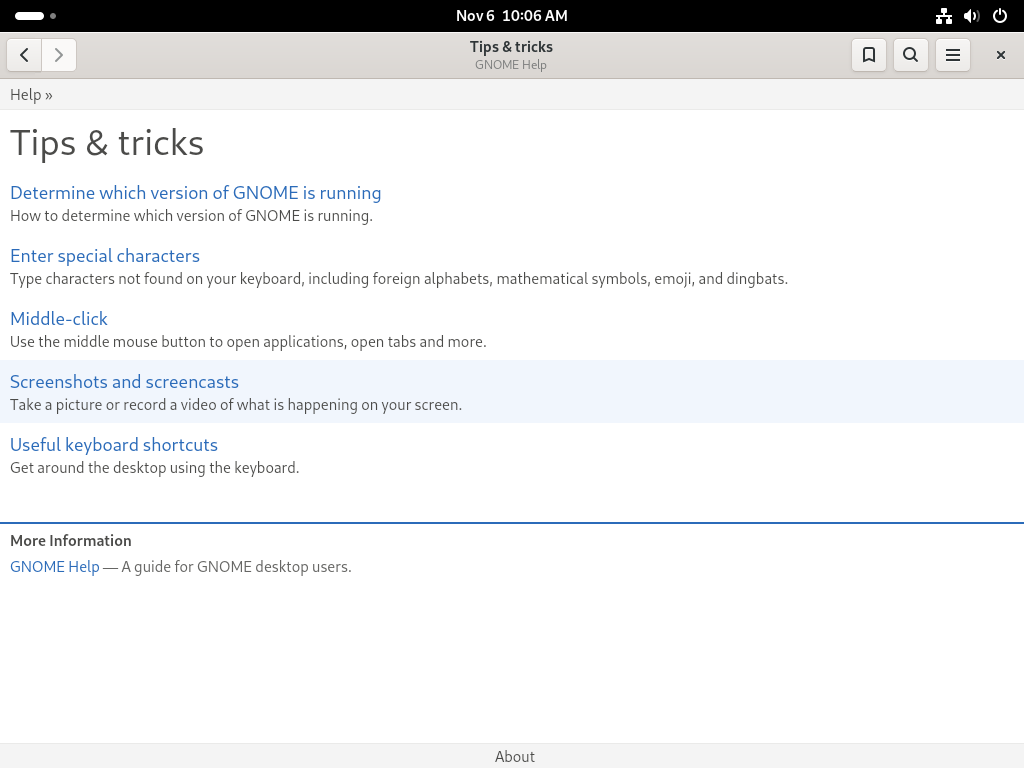 Nov 6  10:06 AM
Tips & tricks
GNOME Help
Help »
Tips & tricks
Determine which version of GNOME is running
How to determine which version of GNOME is running.
Enter special characters
Type characters not found on your keyboard, including foreign alphabets, mathematical symbols, emoji, and dingbats.
Middle-click
Use the middle mouse button to open applications, open tabs and more.
Screenshots and screencasts
Take a picture or record a video of what is happening on your screen.
Useful keyboard shortcuts
Get around the desktop using the keyboard.
More Information
GNOME Help — A guide for GNOME desktop users.
About